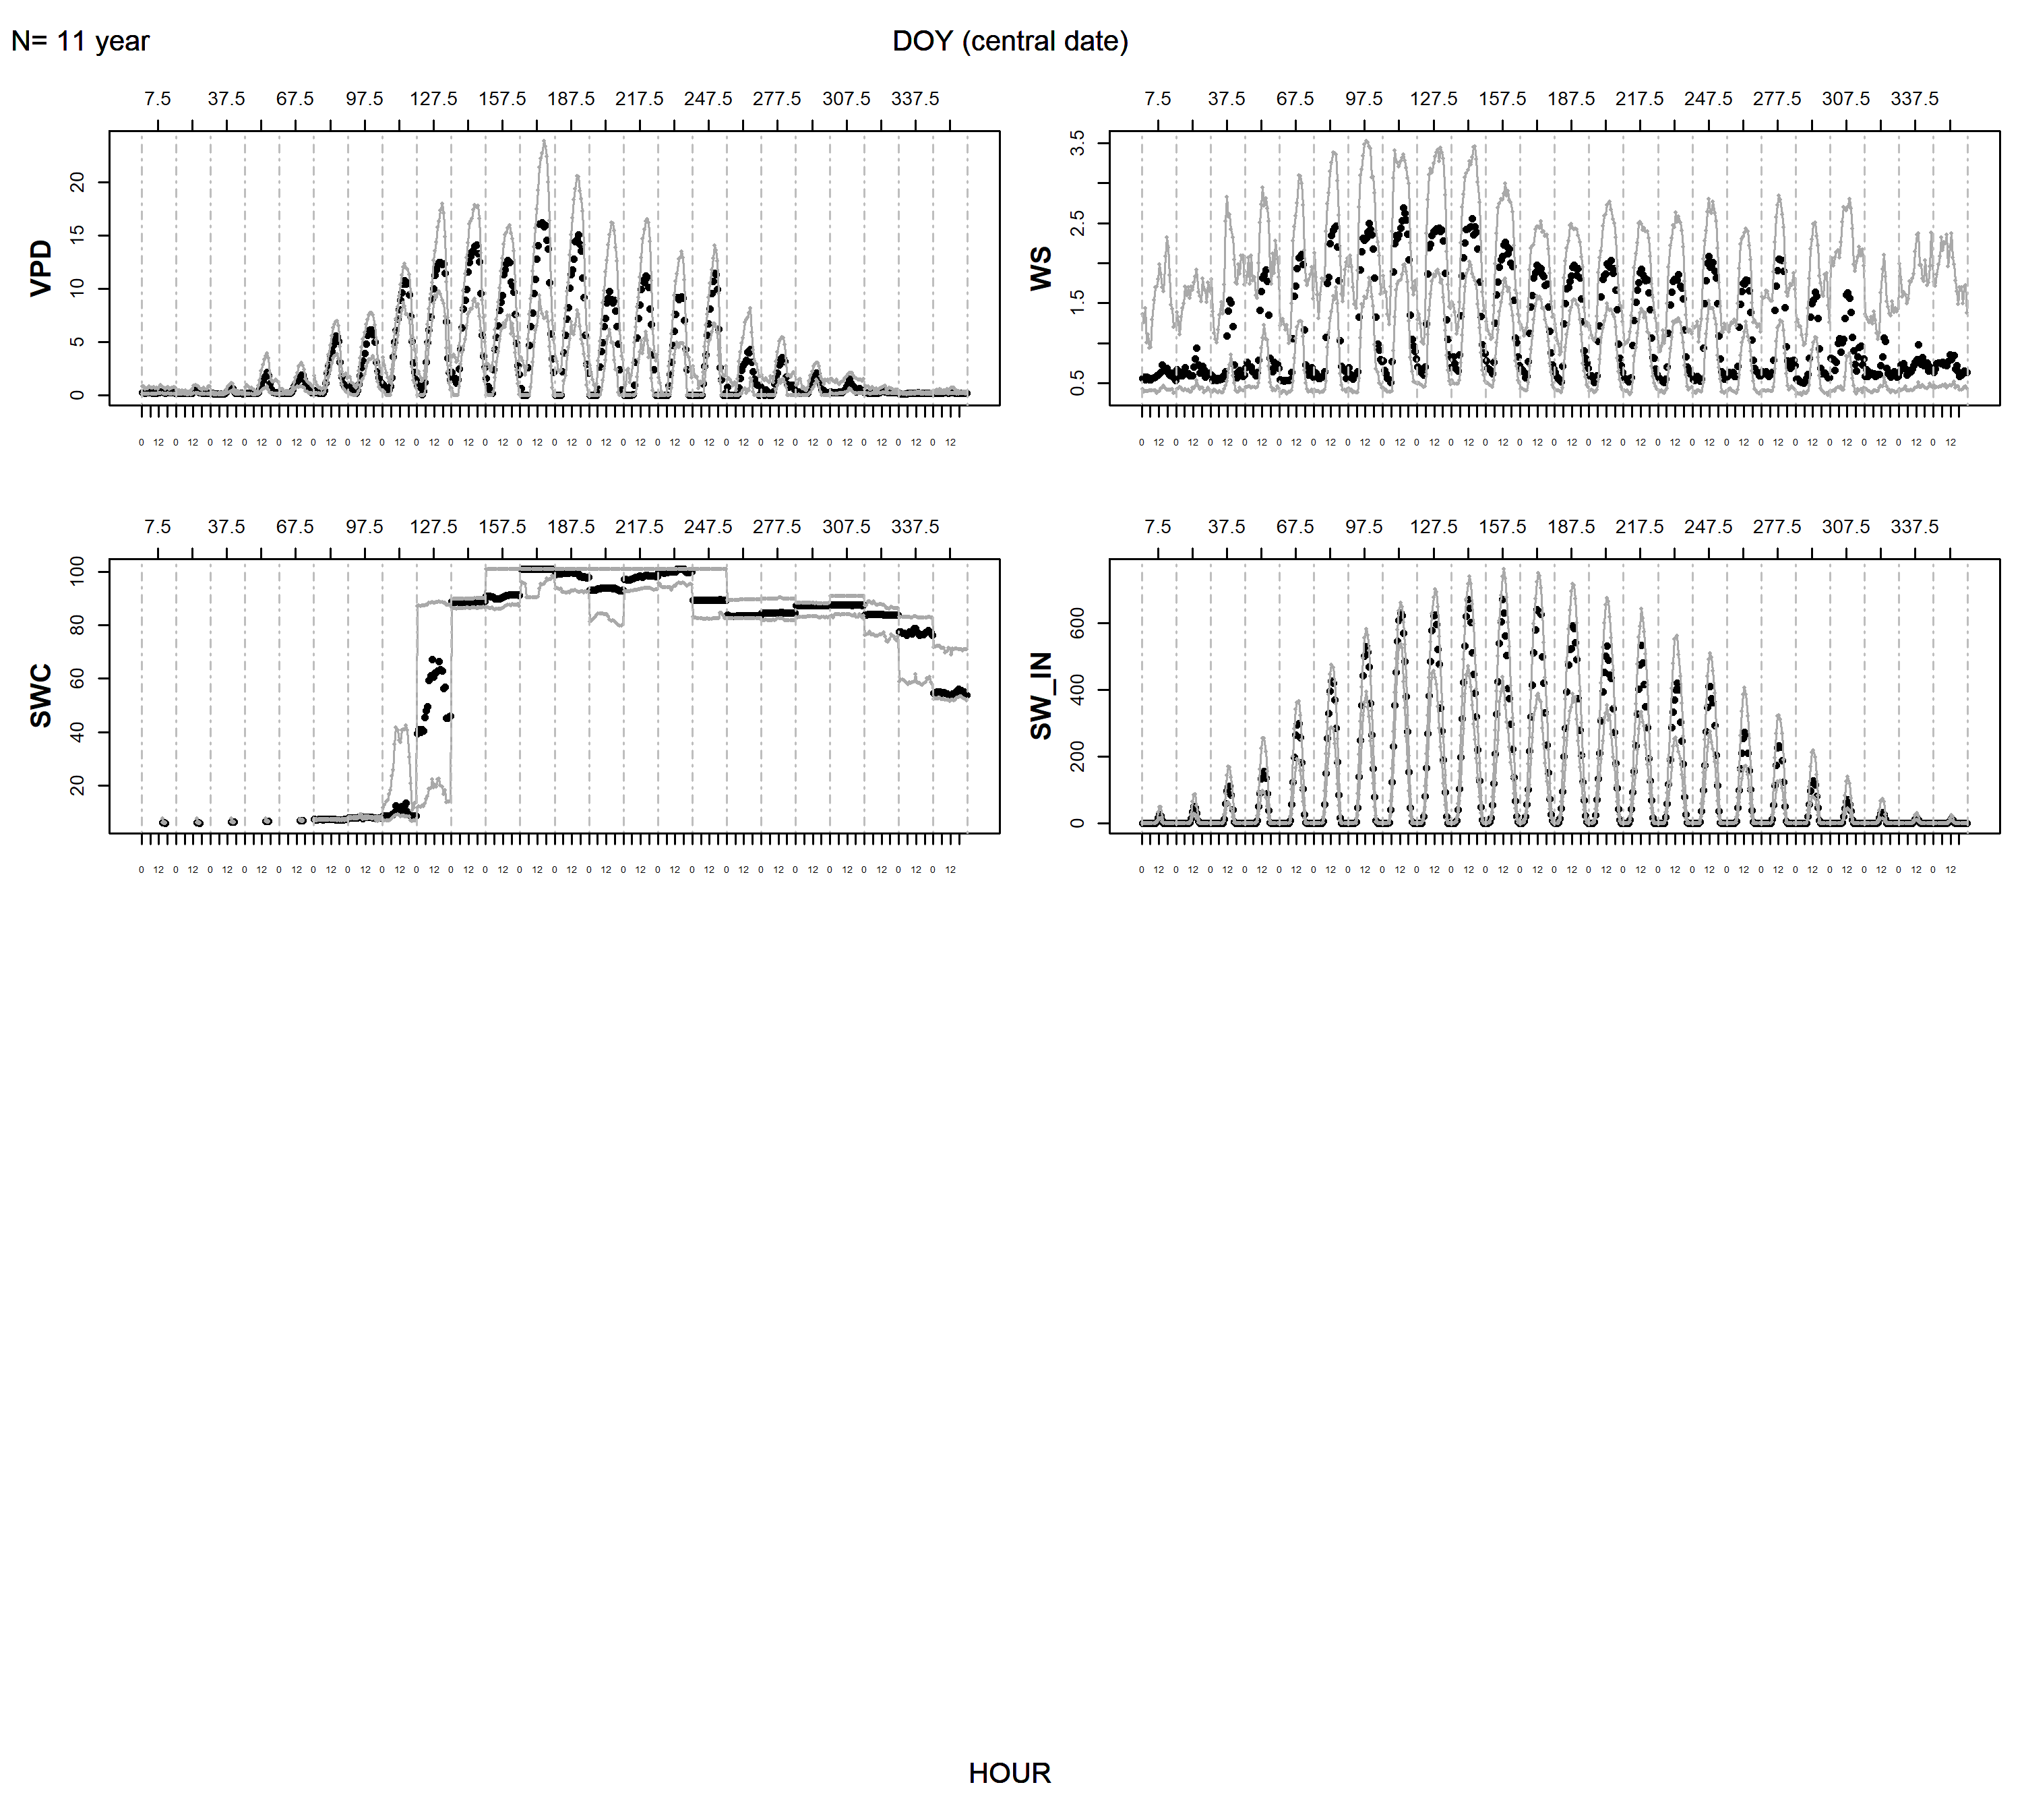 N= 11 year
DOY (central date)
7.5 37.5 67.5 97.5 127.5 157.5 187.5 217.5 247.5 277.5 307.5 337.5
VPD
0 5 10 15 20
0 12 0 12 0 12 0 12 0 12 0 12 0 12 0 12 0 12 0 12 0 12 0 12 0 12 0 12 0 12 0 12 0 12 0 12 0 12 0 12 0 12 0 12 0 12 0 12
7.5 37.5 67.5 97.5 127.5 157.5 187.5 217.5 247.5 277.5 307.5 337.5
WS
0.5 1.5 2.5 3.5
0 12 0 12 0 12 0 12 0 12 0 12 0 12 0 12 0 12 0 12 0 12 0 12 0 12 0 12 0 12 0 12 0 12 0 12 0 12 0 12 0 12 0 12 0 12 0 12
7.5 37.5 67.5 97.5 127.5 157.5 187.5 217.5 247.5 277.5 307.5 337.5
SWC
20 40 60 80 100
0 12 0 12 0 12 0 12 0 12 0 12 0 12 0 12 0 12 0 12 0 12 0 12 0 12 0 12 0 12 0 12 0 12 0 12 0 12 0 12 0 12 0 12 0 12 0 12
7.5 37.5 67.5 97.5 127.5 157.5 187.5 217.5 247.5 277.5 307.5 337.5
SW_IN
0 200 400 600
0 12 0 12 0 12 0 12 0 12 0 12 0 12 0 12 0 12 0 12 0 12 0 12 0 12 0 12 0 12 0 12 0 12 0 12 0 12 0 12 0 12 0 12 0 12 0 12
HOUR